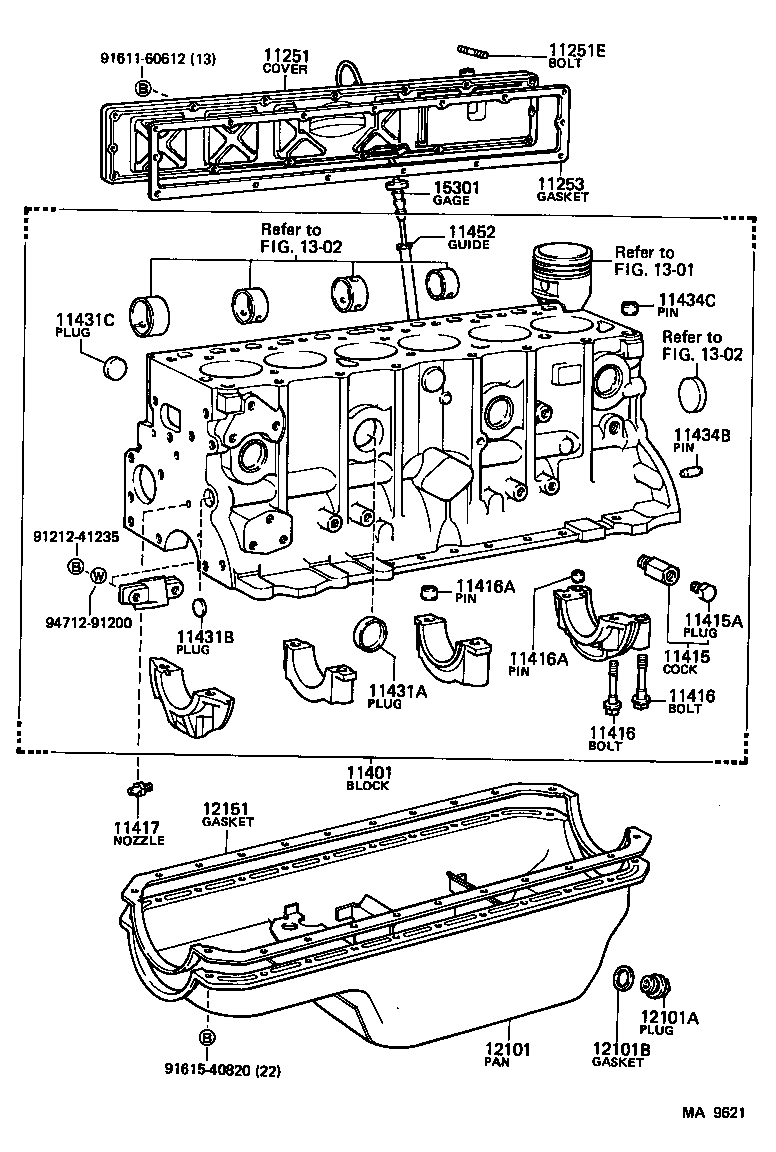 91611-60612 (13)
11251
COVER
11251E
BOLT
B
15301
GAGE
11253
GASKET
Refer to
FIG. 13-02
11452
GUIDE
Refer to
FIG. 13-01
11431C
PLUG
11434C
PIN
Refer to
FIG. 13-02
11434B
PIN
91212-41235
B
W
94712-91200
11431B
PLUG
11416A
PIN
11431A
PLUG
11416A
PIN
11415A
PLUG
11415
COCK
11416
BOLT
11416
BOLT
11401
BLOCK
11417
NOZZLE
12151
GASKET
B
91615-40820 (22)
12101
PAN
12101B
GASKET
12101A
PLUG
MA 9621